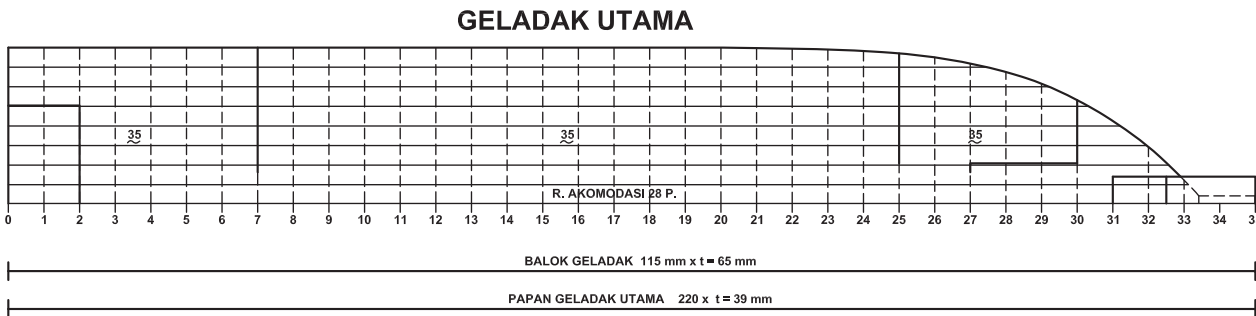 GELADAK UTAMA
35 35 35
R. AKOMODASI 28 P.
0 1 2 3 4 5 6 7 8 9 10 11 12 13 14 15 16 17 18 19 20 21 22 23 24 25 26 27 28 29 30 31 32 33 34 3
BALOK GELADAK 115 mm x t = 65 mm
PAPAN GELADAK UTAMA 220 x t = 39 mm